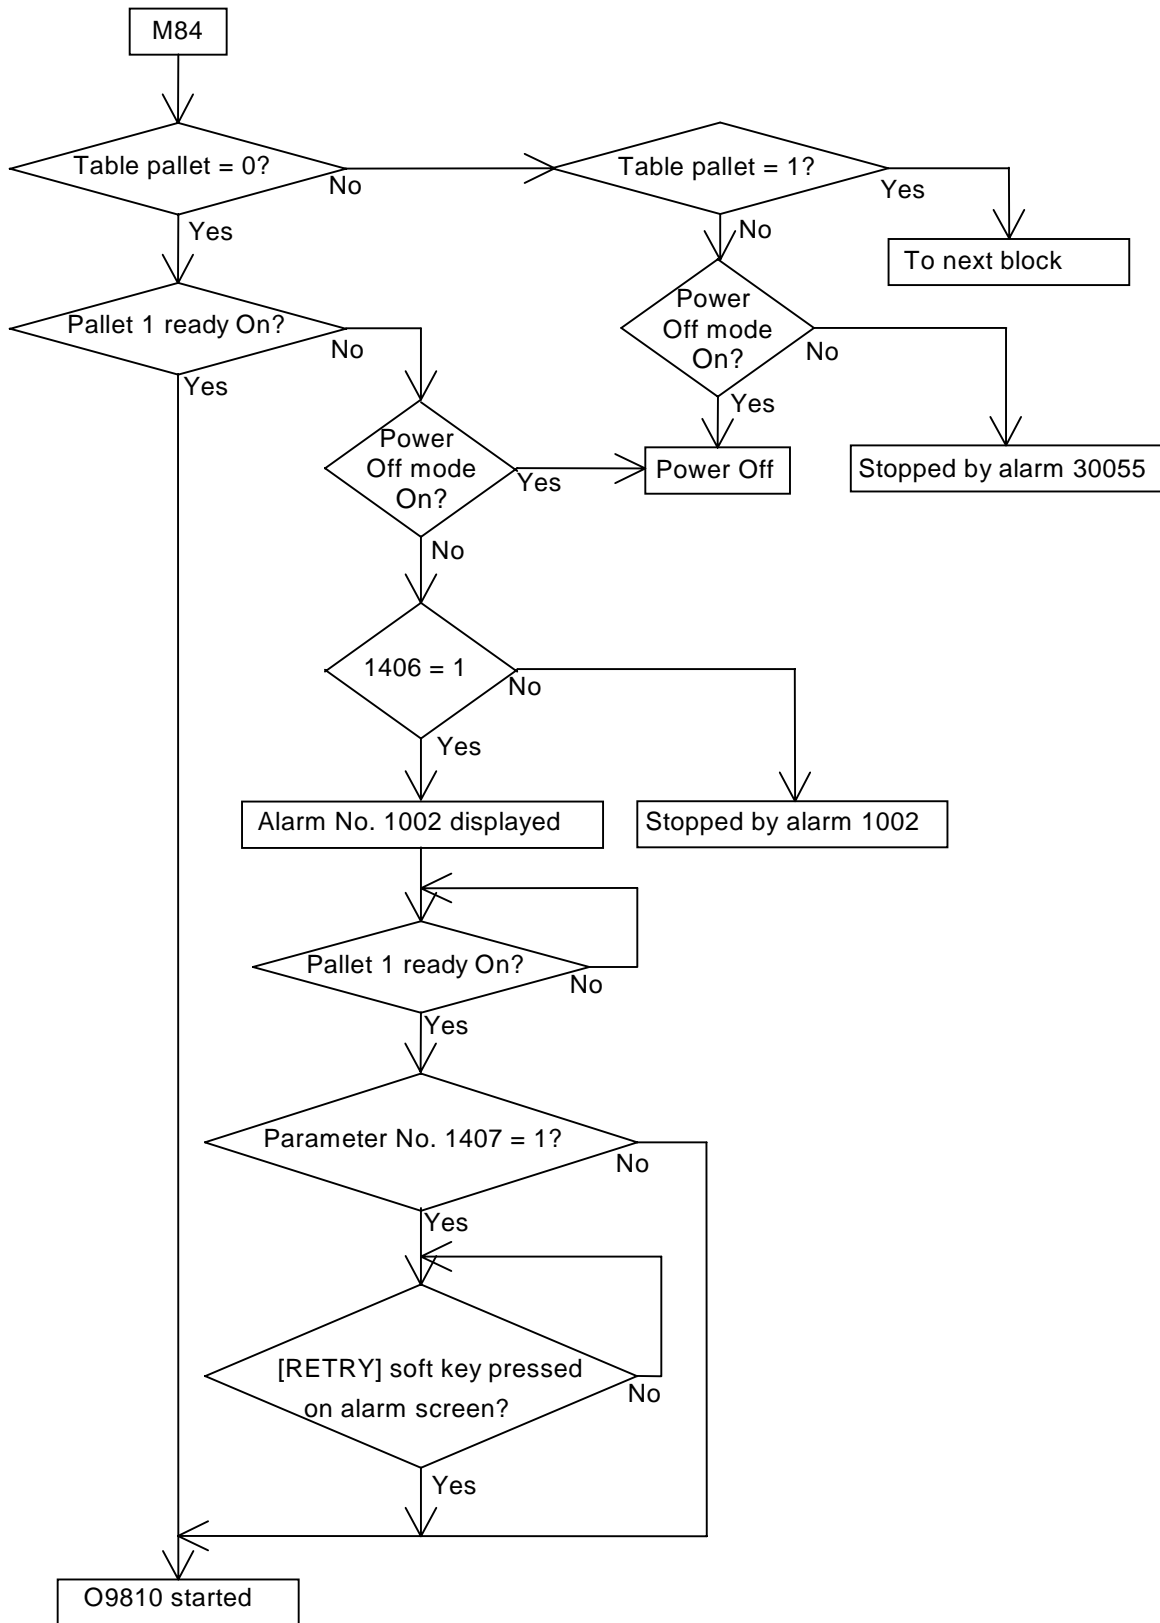 M84
Table pallet = 0?
No
Yes
Table pallet = 1?
Yes
No
To next block
Pallet 1 ready On?
No
Yes
Power
Off mode
On?
No
Yes
Power
Off mode
On?
Yes
No
Power Off
Stopped by alarm 30055
1406 = 1
No
Yes
Alarm No. 1002 displayed
Stopped by alarm 1002
Pallet 1 ready On?
No
Yes
Parameter No. 1407 = 1?
No
Yes
[RETRY] soft key pressed
on alarm screen?
No
Yes
O9810 started